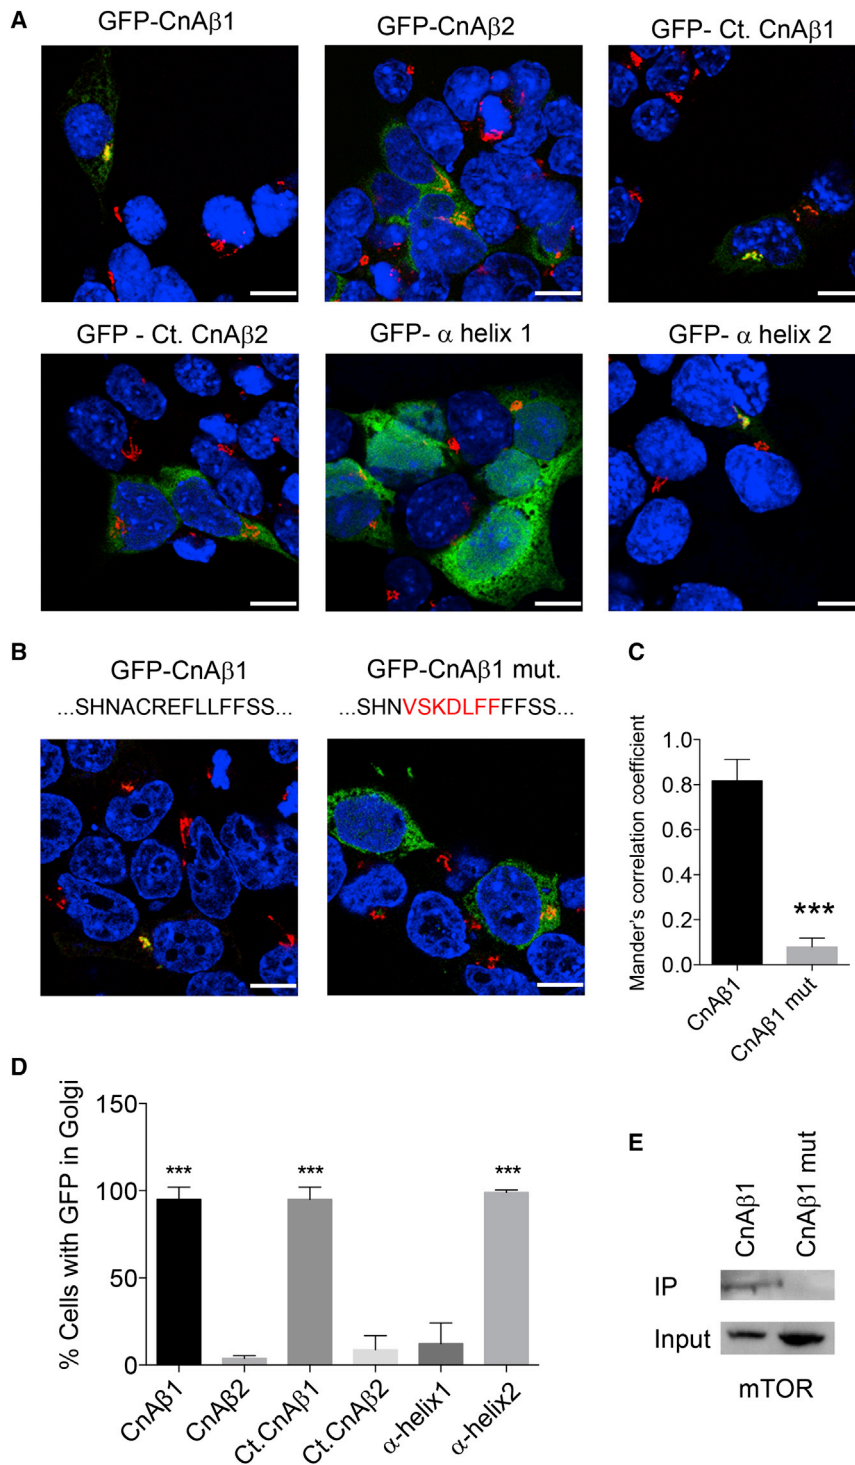 A
GFP-CnAβ1
GFP-CnAβ2
GFP- Ct. CnAβ1
GFP - Ct. CnAβ2
GFP- α helix 1
GFP- α helix 2
B
GFP-CnAβ1
...SHNACREFLLFFSS...
GFP-CnAβ1 mut.
...SHNVSKDLFFFFSS...
C
Mander's correlation coefficient
1.0
0.8
0.6
0.4
0.2
0.0
***
CnAβ1
CnAβ1 mut
D
% Cells with GFP in Golgi
150
100
50
0
***
***
***
CnAβ1
CnAβ2
Ct.CnAβ1
Ct.CnAβ2
α-helix1
α-helix2
E
CnAβ1
CnAβ1 mut
IP
Input
mTOR